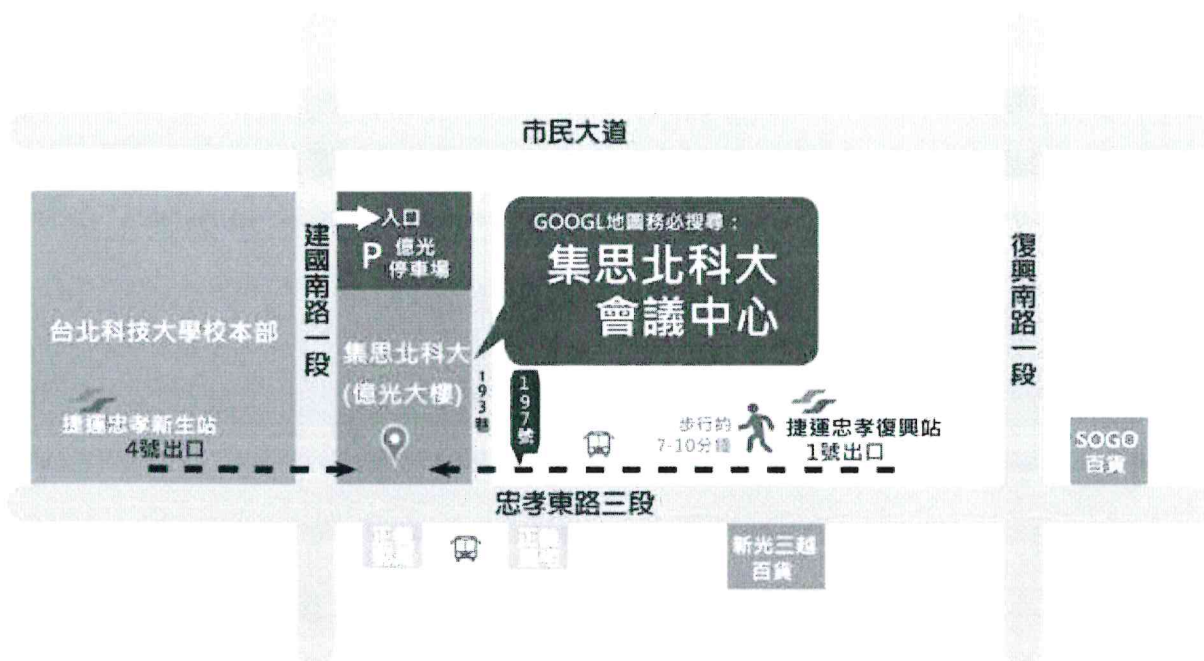 市民大道
入口
P 億光
停車場
建國南路一段
GOOGL地圖務必搜尋：
集思北科大
會議中心
復興南路一段
台北科技大學校本部
集思北科大
(億光大樓)
193巷
197號
捷運忠孝新生站
4號出口
步行約
7-10分鐘
捷運忠孝復興站
1號出口
SOGO
百貨
忠孝東路三段
新光三越
百貨